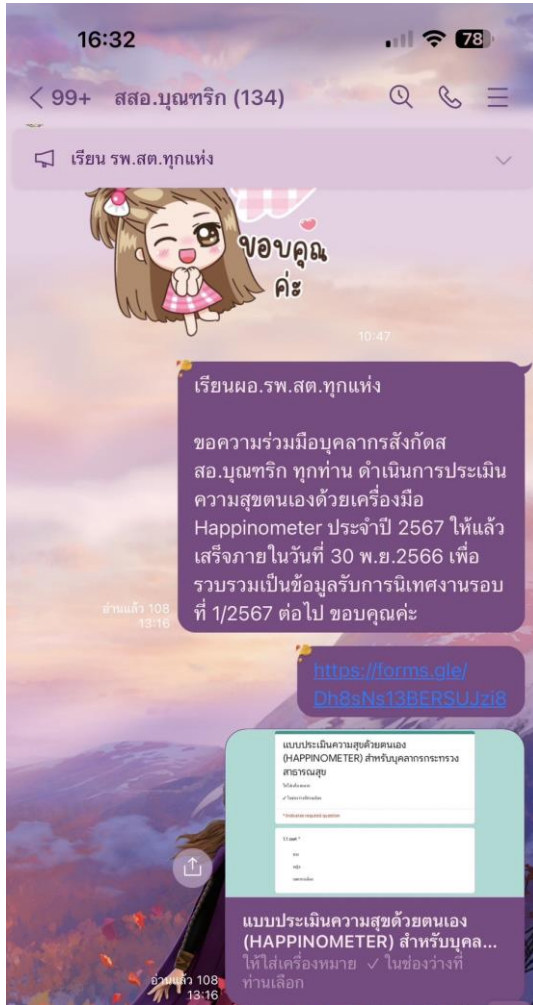 16:32
78
99+ สสอ.บุณฑริก (134)
เรียน รพ.สต.ทุกแห่ง
ขอบคุณ
ค่ะ
10:47
เรียนผอ.รพ.สต.ทุกแห่ง
ขอความร่วมมือบุคลากรสังกัดส
สอ.บุณฑริก ทุกท่าน ดำเนินการประเมิน
ความสุขตนเองด้วยเครื่องมือ
Happinometer ประจำปี 2567 ให้แล้ว
เสร็จภายในวันที่ 30 พ.ย.2566 เพื่อ
รวบรวมเป็นข้อมูลรับการนิเทศงานรอบ
ที่ 1/2567 ต่อไป ขอบคุณค่ะ
อ่านแล้ว 108
13:16
https://forms.gle/
Dh8sNs13BERSUJzi8
แบบประเมินความสุขด้วยตนเอง
(HAPPINOMETER) สำหรับบุคลากรกระทรวง
สาธารณสุข
* Indicates required question
แบบประเมินความสุขด้วยตนเอง
(HAPPINOMETER) สำหรับบุคล...
ให้ใส่เครื่องหมาย ✓ ในช่องว่างที่
ท่านเลือก
อ่านแล้ว 108
13:16